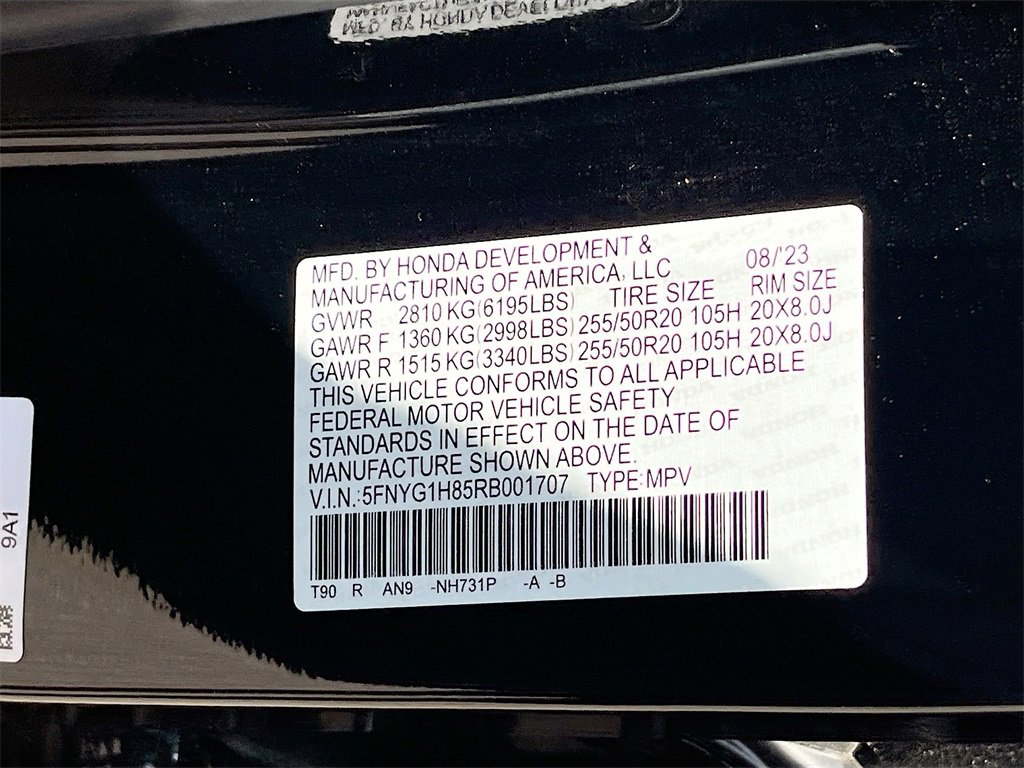 MFD. BY HONDA DEVELOPMENT &
MANUFACTURING OF AMERICA, LLC 08/'23
GVWR 2810 KG(6195LBS) TIRE SIZE RIM SIZE
GAWR F 1360 KG(2998LBS) 255/50R20 105H 20X8.0J
GAWR R 1515 KG(3340LBS) 255/50R20 105H 20X8.0J
THIS VEHICLE CONFORMS TO ALL APPLICABLE
FEDERAL MOTOR VEHICLE SAFETY
STANDARDS IN EFFECT ON THE DATE OF
MANUFACTURE SHOWN ABOVE.
V.I.N.:5FNYG1H85RB001707 TYPE:MPV
T90 R AN9 -NH731P -A -B
9A1